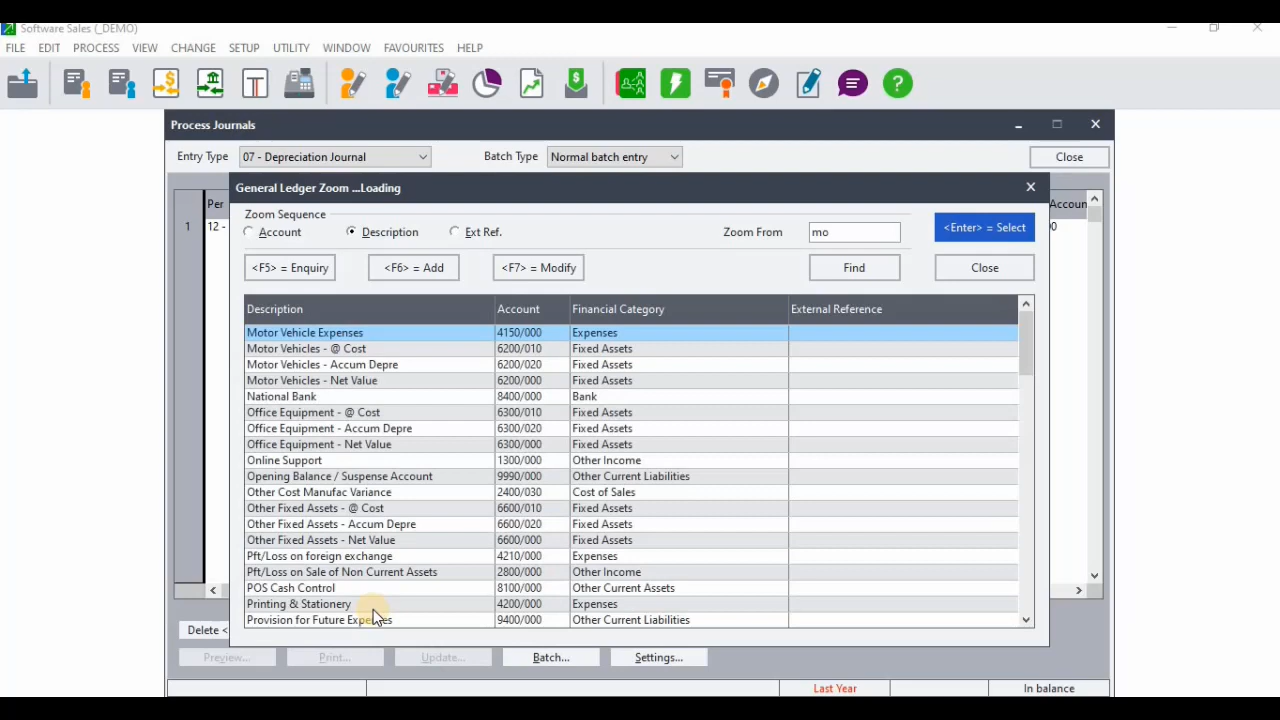 Software Sales (_DEMO)
FILE EDIT PROCESS VIEW CHANGE SETUP UTILITY WINDOW FAVOURITES HELP
Process Journals
Entry Type 07 - Depreciation Journal Batch Type Normal batch entry Close
General Ledger Zoom ...Loading
Per Accoun
1 12 -
Zoom Sequence
Account Description Ext Ref. Zoom From mo <Enter> = Select
<F5> = Enquiry <F6> = Add <F7> = Modify Find Close
Description Account Financial Category External Reference
Motor Vehicle Expenses 4150/000 Expenses
Motor Vehicles - @ Cost 6200/010 Fixed Assets
Motor Vehicles - Accum Depre 6200/020 Fixed Assets
Motor Vehicles - Net Value 6200/000 Fixed Assets
National Bank 8400/000 Bank
Office Equipment - @ Cost 6300/010 Fixed Assets
Office Equipment - Accum Depre 6300/020 Fixed Assets
Office Equipment - Net Value 6300/000 Fixed Assets
Online Support 1300/000 Other Income
Opening Balance / Suspense Account 9990/000 Other Current Liabilities
Other Cost Manufac Variance 2400/030 Cost of Sales
Other Fixed Assets - @ Cost 6600/010 Fixed Assets
Other Fixed Assets - Accum Depre 6600/020 Fixed Assets
Other Fixed Assets - Net Value 6600/000 Fixed Assets
Pft/Loss on foreign exchange 4210/000 Expenses
Pft/Loss on Sale of Non Current Assets 2800/000 Other Income
POS Cash Control 8100/000 Other Current Assets
Printing & Stationery 4200/000 Expenses
Provision for Future Expenses 9400/000 Other Current Liabilities
Delete <
Preview... Print... Update... Batch... Settings...
Last Year In balance